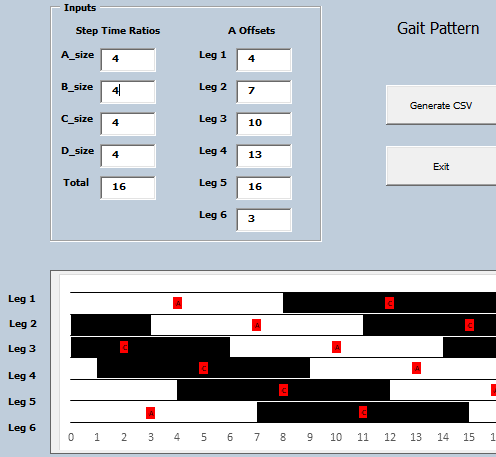 Inputs
Step Time Ratios
A Offsets
Gait Pattern
A_size 4 Leg 1 4
B_size 4 Leg 2 7
Generate CSV
C_size 4 Leg 3 10
D_size 4 Leg 4 13
Exit
Total 16 Leg 5 16
Leg 6 3
Leg 1 A C
Leg 2 A C
Leg 3 C A
Leg 4 C A
Leg 5 C
Leg 6 A C
0 1 2 3 4 5 6 7 8 9 10 11 12 13 14 15